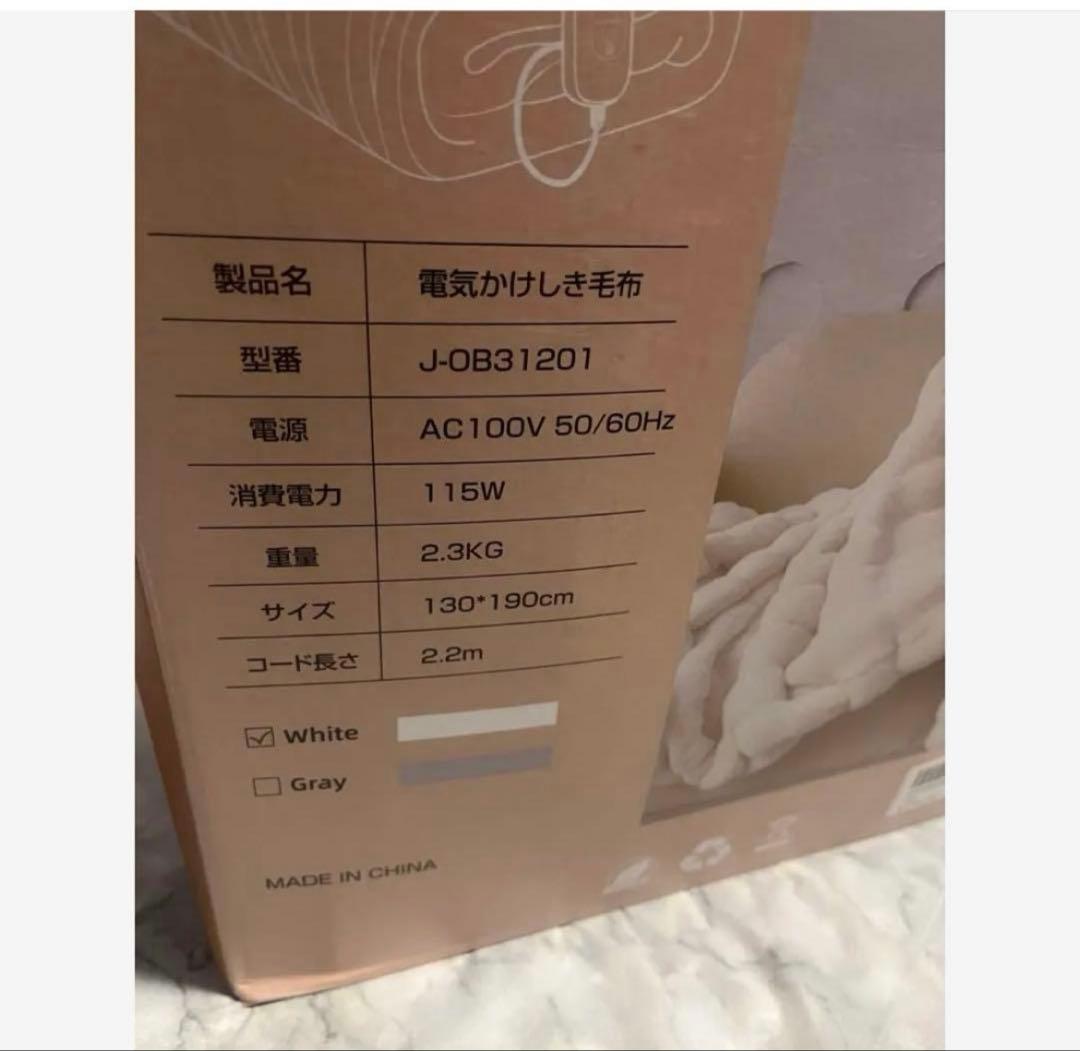 製品名 電気かけしき毛布
型番 J-OB31201
電源 AC100V 50/60Hz
消費電力 115W
重量 2.3KG
サイズ 130*190cm
コード長さ 2.2m
White
Gray
MADE IN CHINA